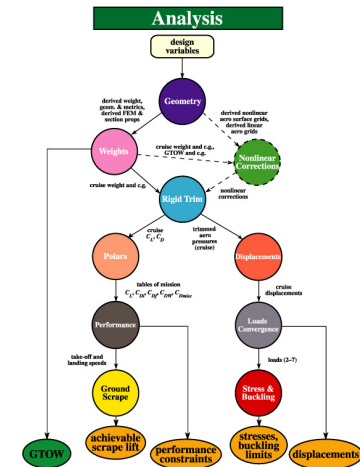 Analysis
design
variables
Geometry
derived weight,
geom. & metrics,
derived FEM &
section props
derived nonlinear
aero surface grids,
derived linear
aero grids
Weights
cruise weight and c.g.,
GTOW and c.g.
Nonlinear
Corrections
cruise weight and c.g.
Rigid Trim
nonlinear
corrections
cruise
C_L, C_D
trimmed
aero
pressures
(cruise)
Polars
Displacements
tables of mission
C_L, C_Di, C_Df, C_DW, C_Dmisc
cruise
displacements
Performance
Loads
Convergence
take-off and
landing speeds
loads (2–7)
Ground
Scrape
Stress &
Buckling
GTOW
achievable
scrape lift
performance
constraints
stresses,
buckling
limits
displacements